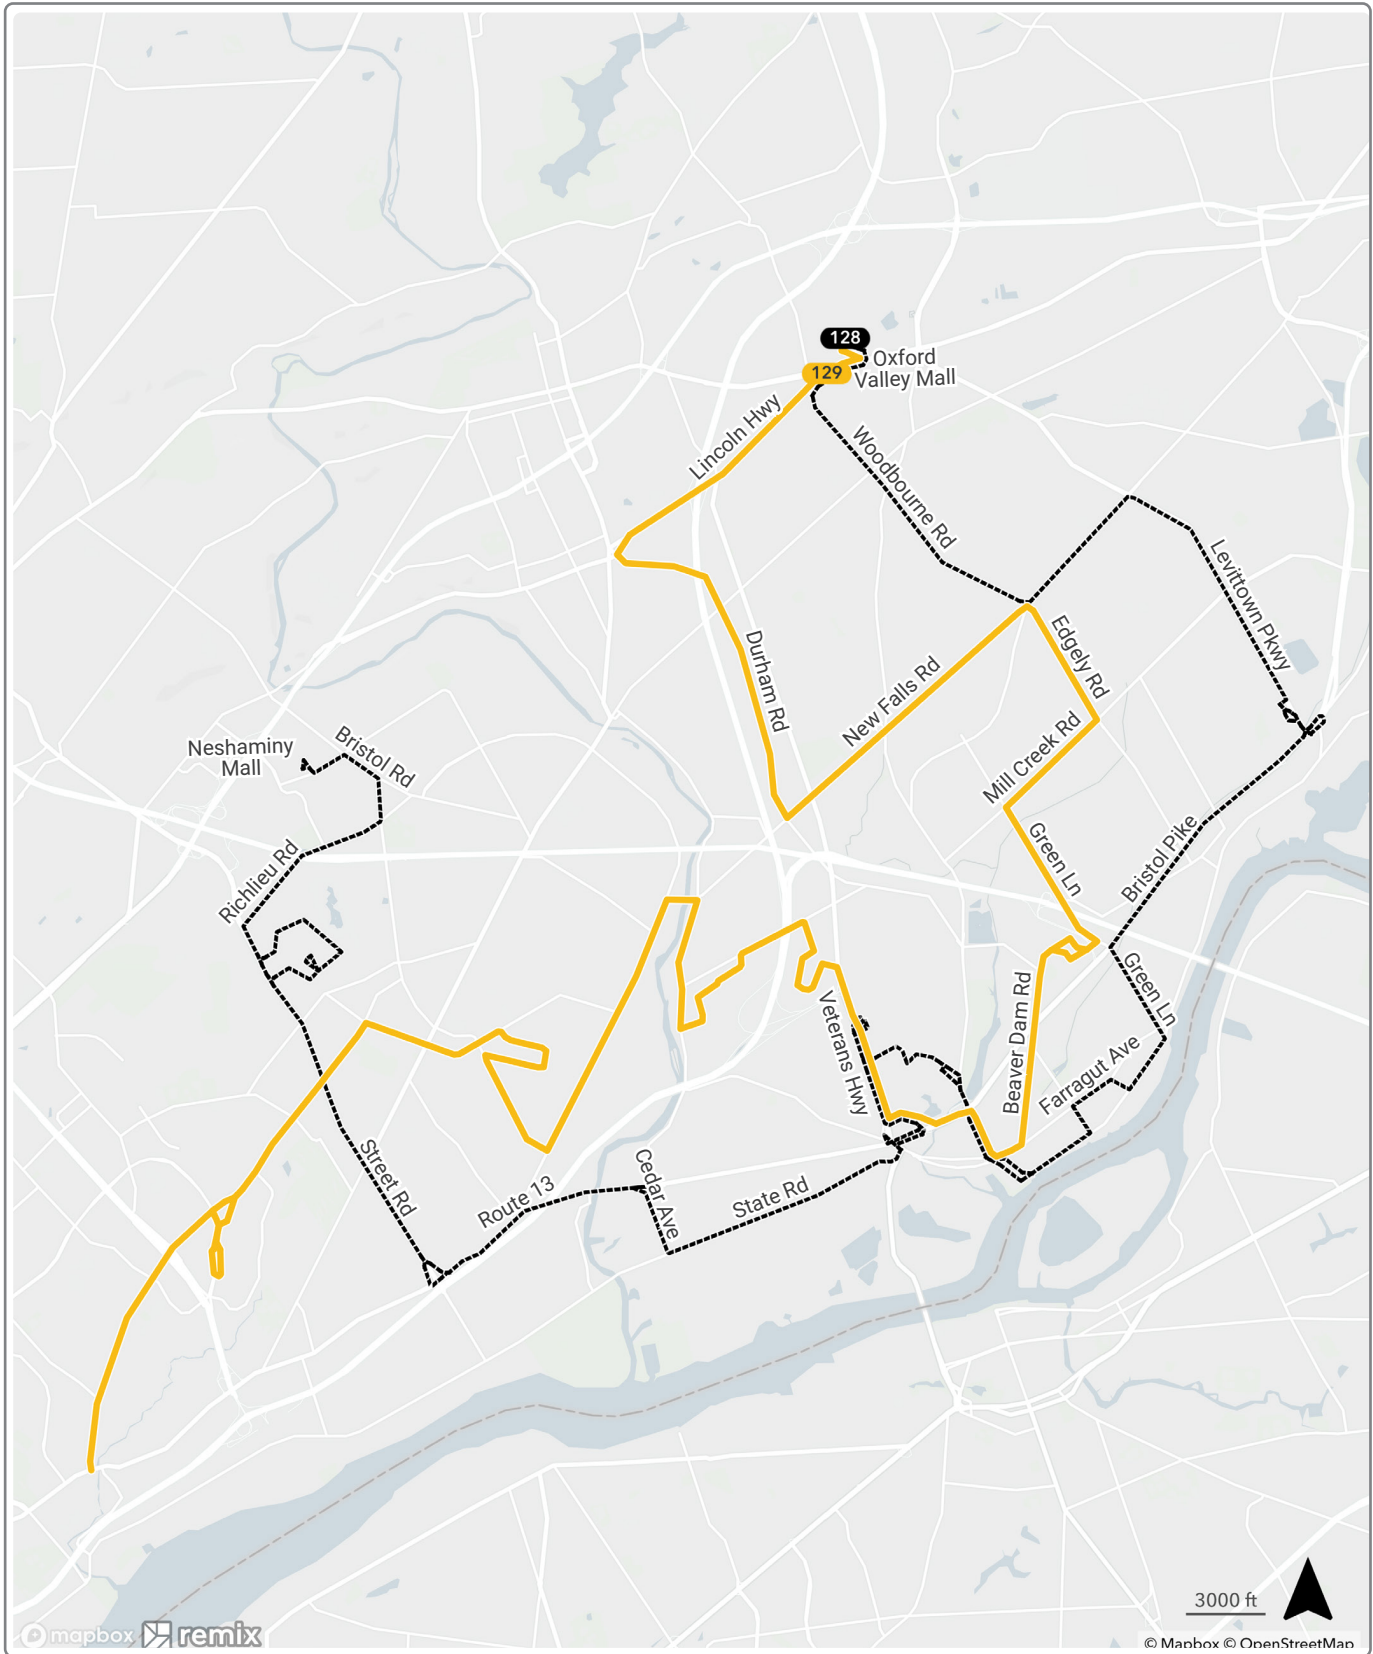 128
Oxford
Valley Mall
129
Lincoln Hwy
Woodbourne Rd
Levittown Pkwy
Edgely Rd
Durham Rd
New Falls Rd
Mill Creek Rd
Neshaminy
Mall
Bristol Rd
Green Ln
Bristol Pike
Richlieu Rd
Green Ln
Beaver Dam Rd
Veterans Hwy
Farragut Ave
Street Rd
Cedar Ave
Route 13
State Rd
3000 ft
mapbox remix
© Mapbox © OpenStreetMap